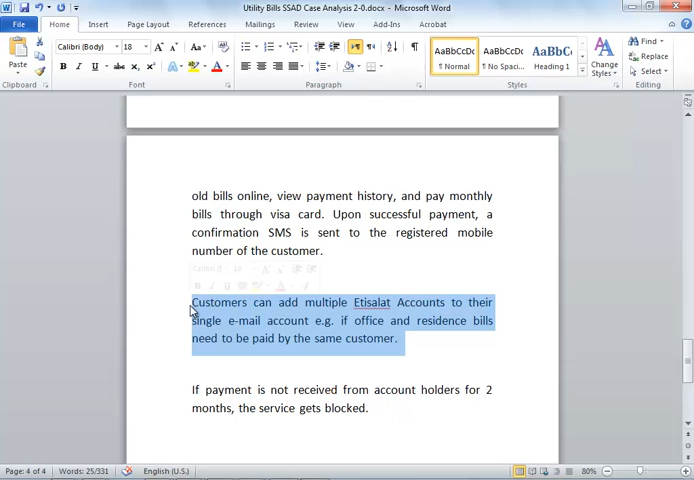 Utility Bills SSAD Case Analysis 2-0.docx - Microsoft Word
File Home Insert Page Layout References Mailings Review View Add-Ins Acrobat
Calibri (Body) 18 A A Aa A
Paste
B I U abc x₂ x² A ab A
AaBbCcDc AaBbCcDc AaBbCc
¶ Normal ¶ No Spaci... Heading 1
Change
Styles
Find
Replace
Select
Clipboard Font Paragraph Styles Editing
old bills online, view payment history, and pay monthly
bills through visa card. Upon successful payment, a
confirmation SMS is sent to the registered mobile
number of the customer.
Customers can add multiple Etisalat Accounts to their
single e-mail account e.g. if office and residence bills
need to be paid by the same customer.
If payment is not received from account holders for 2
months, the service gets blocked.
Page: 4 of 4 Words: 25/331 English (U.S.) 80%